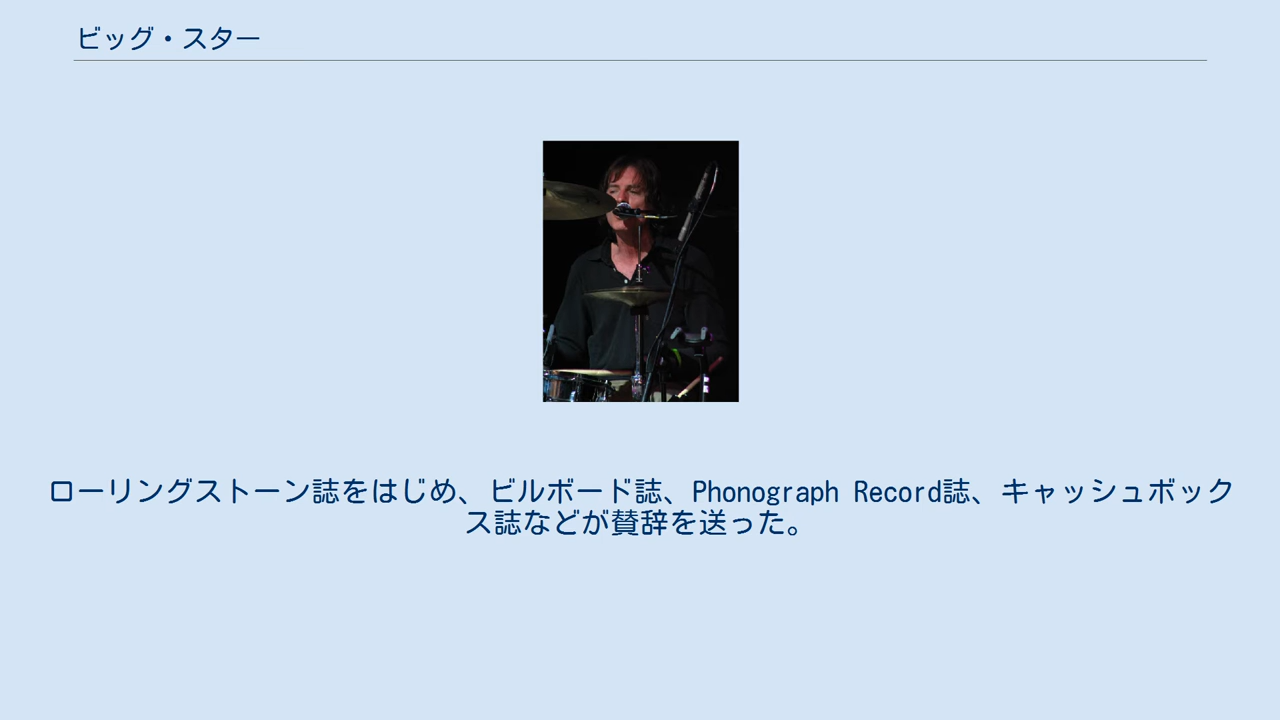 ビッグ・スター
ローリングストーン誌をはじめ、ビルボード誌、Phonograph Record誌、キャッシュボック
ス誌などが賛辞を送った。